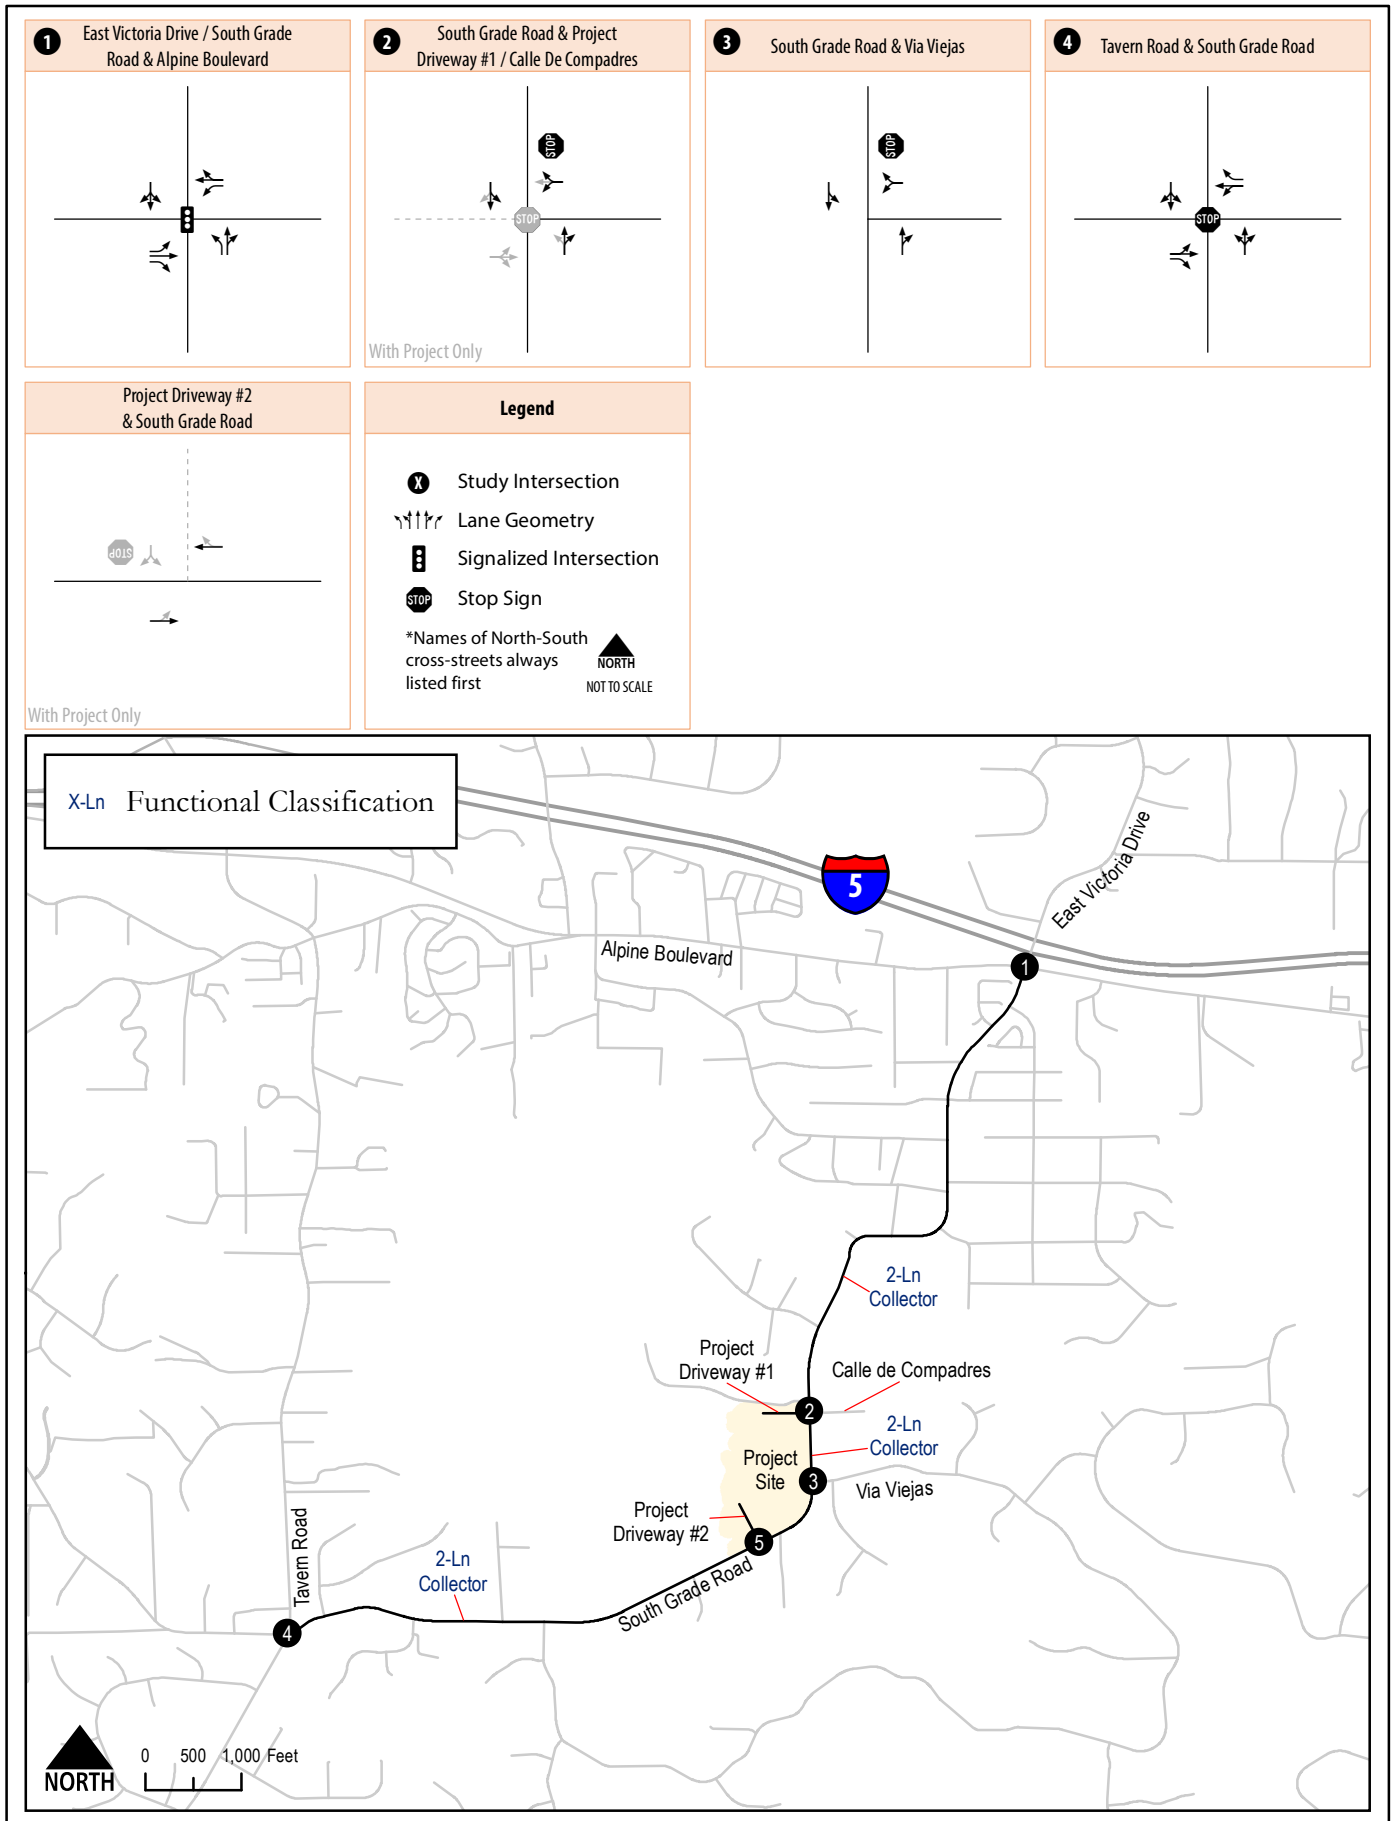 1
East Victoria Drive / South Grade
Road & Alpine Boulevard
2
South Grade Road & Project
Driveway #1 / Calle De Compadres
STOP
STOP
With Project Only
3
South Grade Road & Via Viejas
STOP
4
Tavern Road & South Grade Road
STOP
Project Driveway #2
& South Grade Road
STOP
With Project Only
Legend
X
Study Intersection
Lane Geometry
Signalized Intersection
STOP
Stop Sign
*Names of North-South
cross-streets always
listed first
NORTH
NOT TO SCALE
X-Ln Functional Classification
5
East Victoria Drive
Alpine Boulevard
1
2-Ln
Collector
Project
Driveway #1
Calle de Compadres
2
2-Ln
Collector
Project
Site
3
Via Viejas
Project
Driveway #2
5
South Grade Road
Tavern Road
2-Ln
Collector
4
NORTH
0 500 1,000 Feet